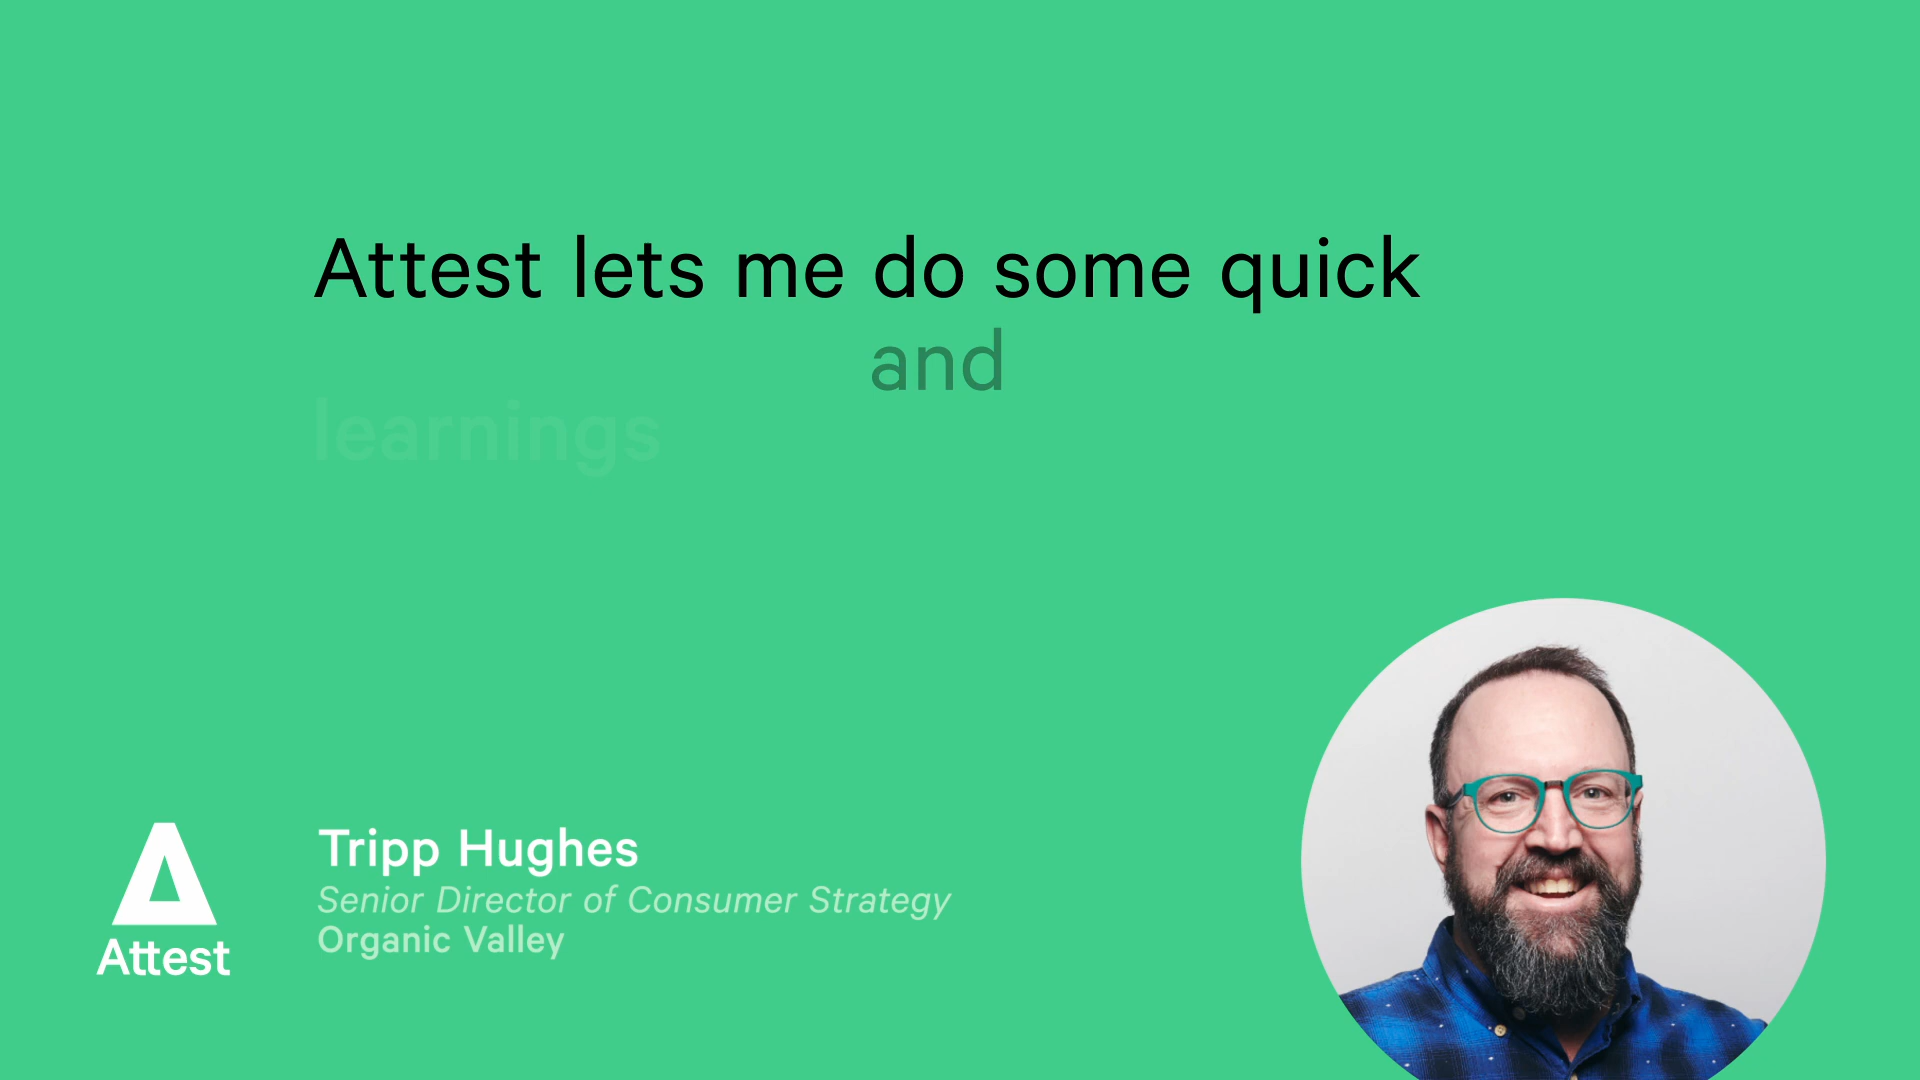 Attest lets me do some quick
and
learnings
Tripp Hughes
Senior Director of Consumer Strategy
Organic Valley
Attest